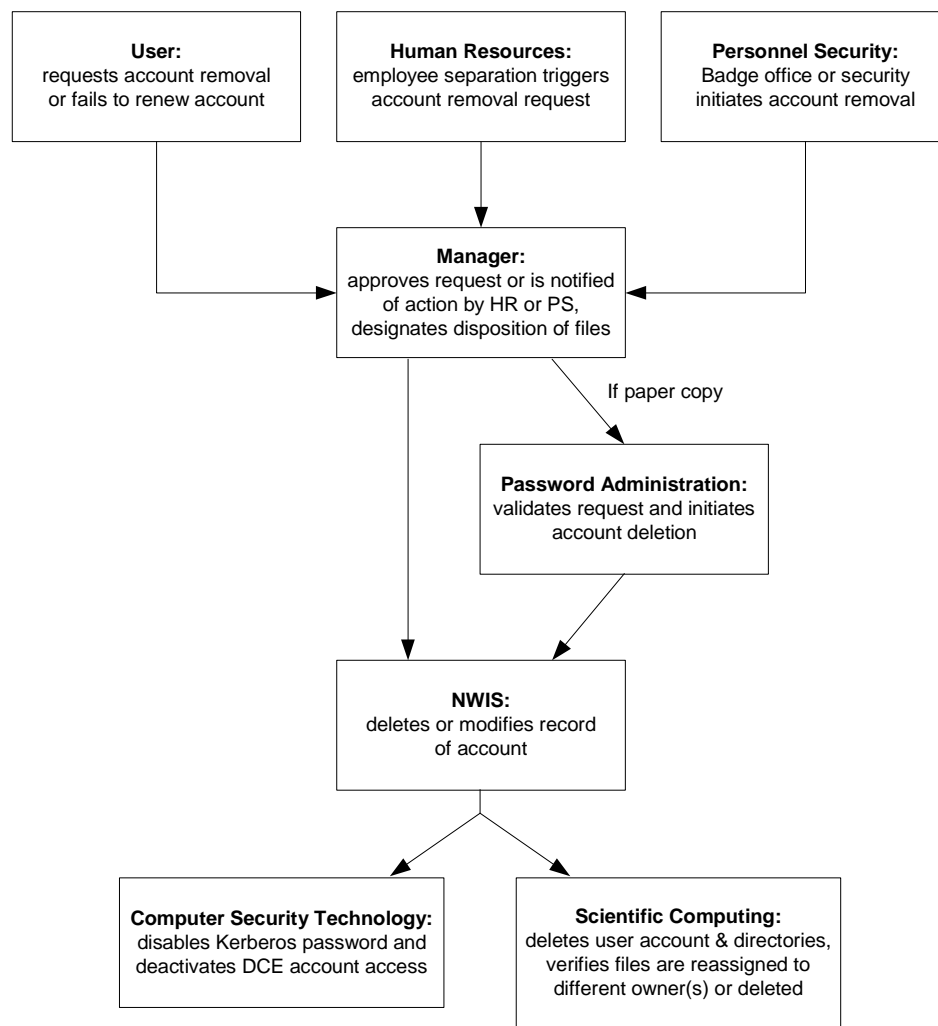 User:
requests account removal
or fails to renew account
Human Resources:
employee separation triggers
account removal request
Personnel Security:
Badge office or security
initiates account removal
Manager:
approves request or is notified
of action by HR or PS,
designates disposition of files
If paper copy
Password Administration:
validates request and initiates
account deletion
NWIS:
deletes or modifies record
of account
Computer Security Technology:
disables Kerberos password and
deactivates DCE account access
Scientific Computing:
deletes user account & directories,
verifies files are reassigned to
different owner(s) or deleted